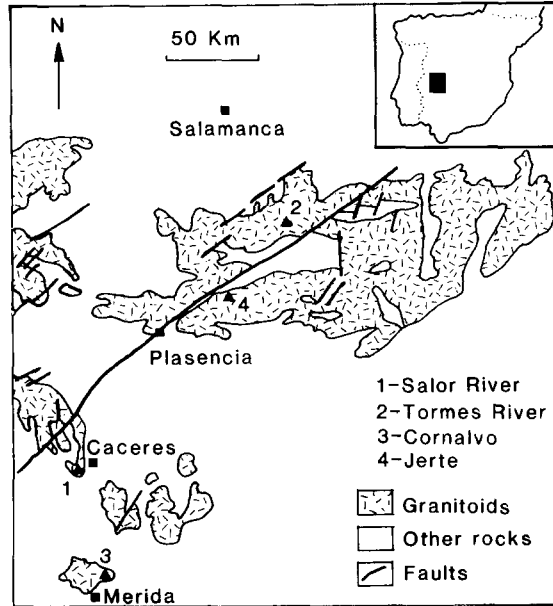 N
50 Km
Salamanca
2
4
Plasencia
1-Salor River
2-Tormes River
3-Cornalvo
4-Jerte
Caceres
1
Granitoids
Other rocks
3
Faults
Merida